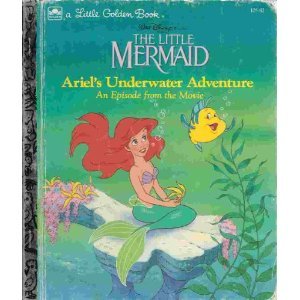 a Little Golden Book®
Walt Disney's
THE LITTLE
MERMAID
Ariel's Underwater Adventure
An Episode from the Movie